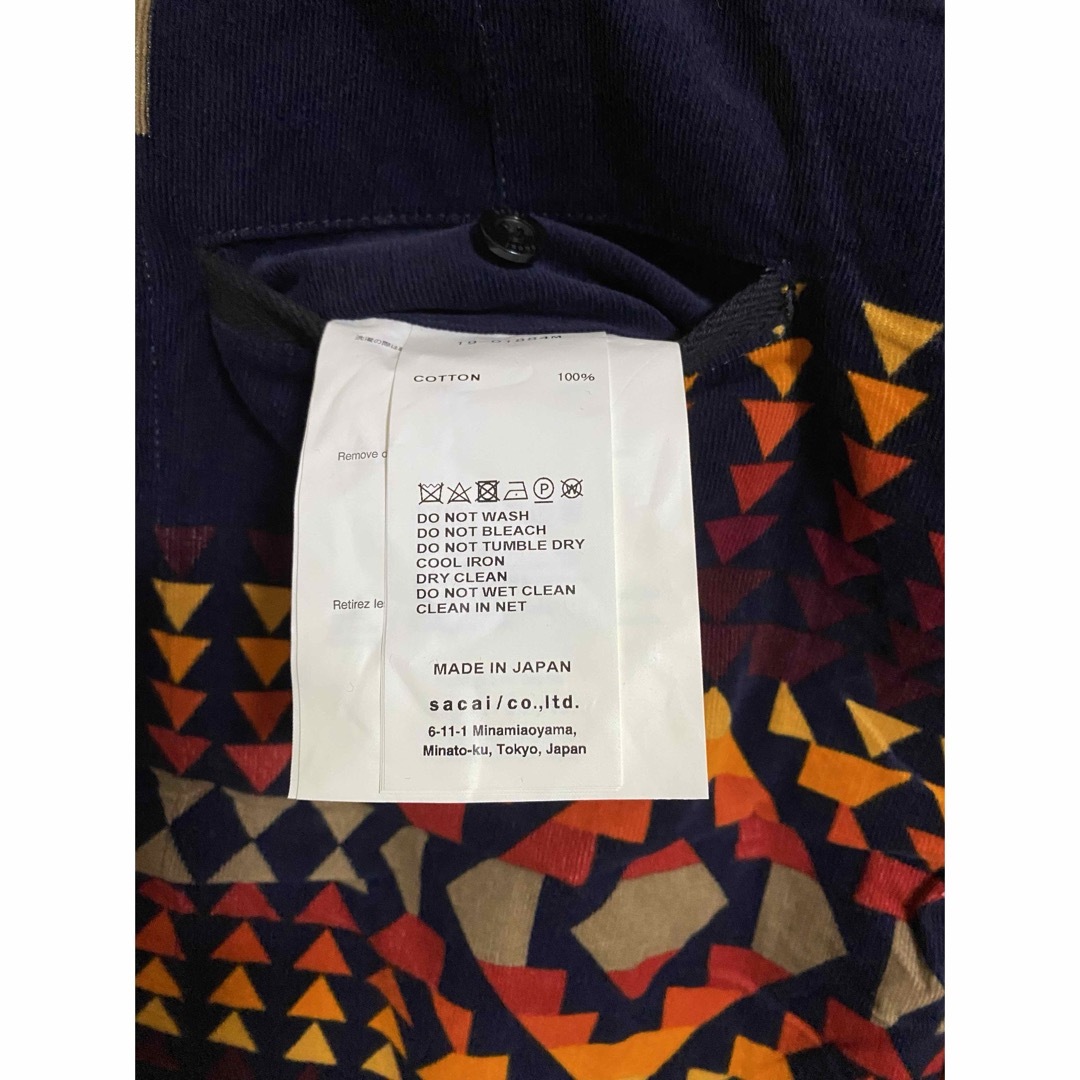 COTTON 100%
Remove
DO NOT WASH
DO NOT BLEACH
DO NOT TUMBLE DRY
COOL IRON
DRY CLEAN
DO NOT WET CLEAN
CLEAN IN NET
Retirez le
MADE IN JAPAN
sacai/co.,ltd.
6-11-1 Minamiaoyama,
Minato-ku, Tokyo, Japan